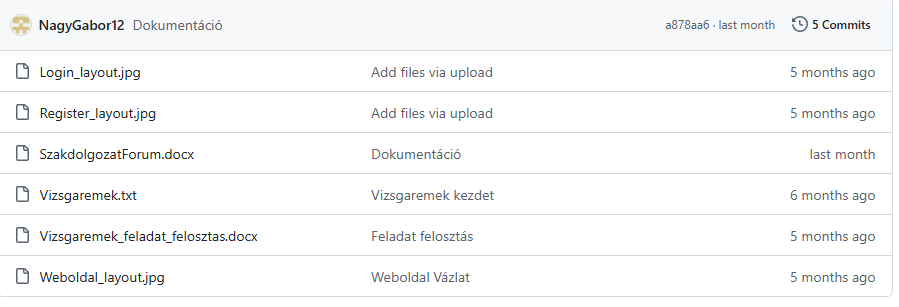 NagyGabor12 Dokumentáció a878aa6 · last month 5 Commits
Login_layout.jpg Add files via upload 5 months ago
Register_layout.jpg Add files via upload 5 months ago
SzakdolgozatForum.docx Dokumentáció last month
Vizsgaremek.txt Vizsgaremek kezdet 6 months ago
Vizsgaremek_feladat_felosztas.docx Feladat felosztás 5 months ago
Weboldal_layout.jpg Weboldal Vázlat 5 months ago